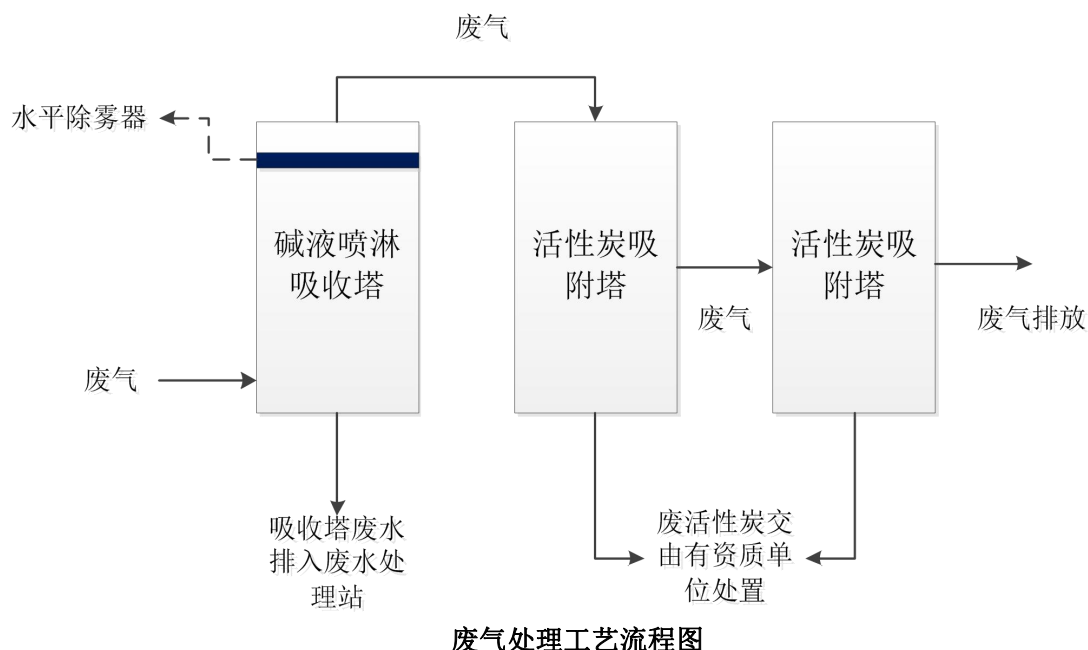 废气
水平除雾器
碱液喷淋
吸收塔
活性炭吸
附塔
活性炭吸
附塔
废气
废气排放
废气
吸收塔废水
排入废水处
理站
废活性炭交
由有资质单
位处置
废气处理工艺流程图